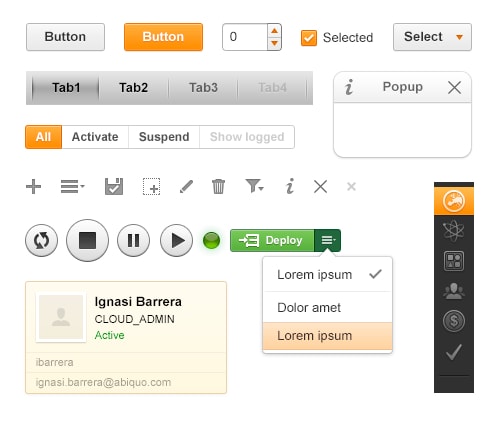 Button
Button
0
Selected
Select
Tab1
Tab2
Tab3
Tab4
Popup
All
Activate
Suspend
Show logged
Deploy
Lorem ipsum
Dolor amet
Lorem ipsum
Ignasi Barrera
CLOUD_ADMIN
Active
ibarrera
ignasi.barrera@abiquo.com